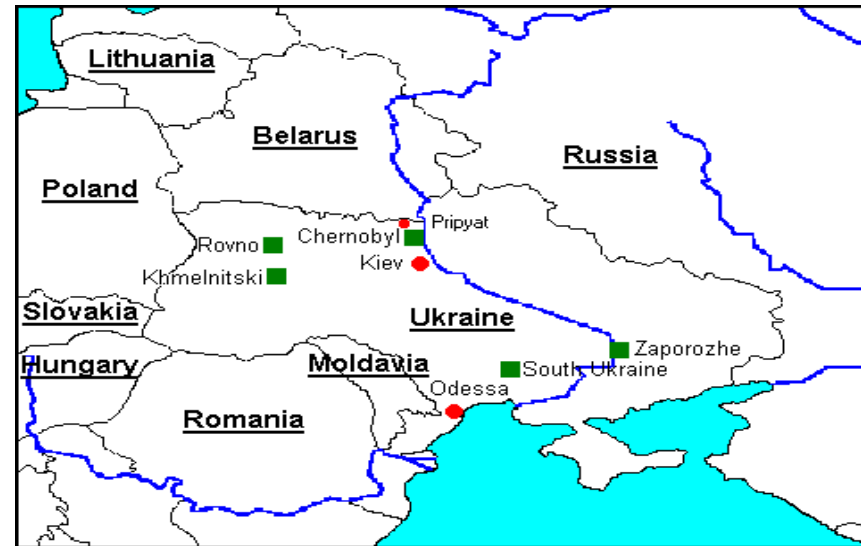 Lithuania
Belarus
Russia
Poland
Pripyat
Chernobyl
Rovno
Kiev
Khmelnitski
Slovakia
Ukraine
Hungary
Moldavia
Zaporozhe
South Ukraine
Odessa
Romania